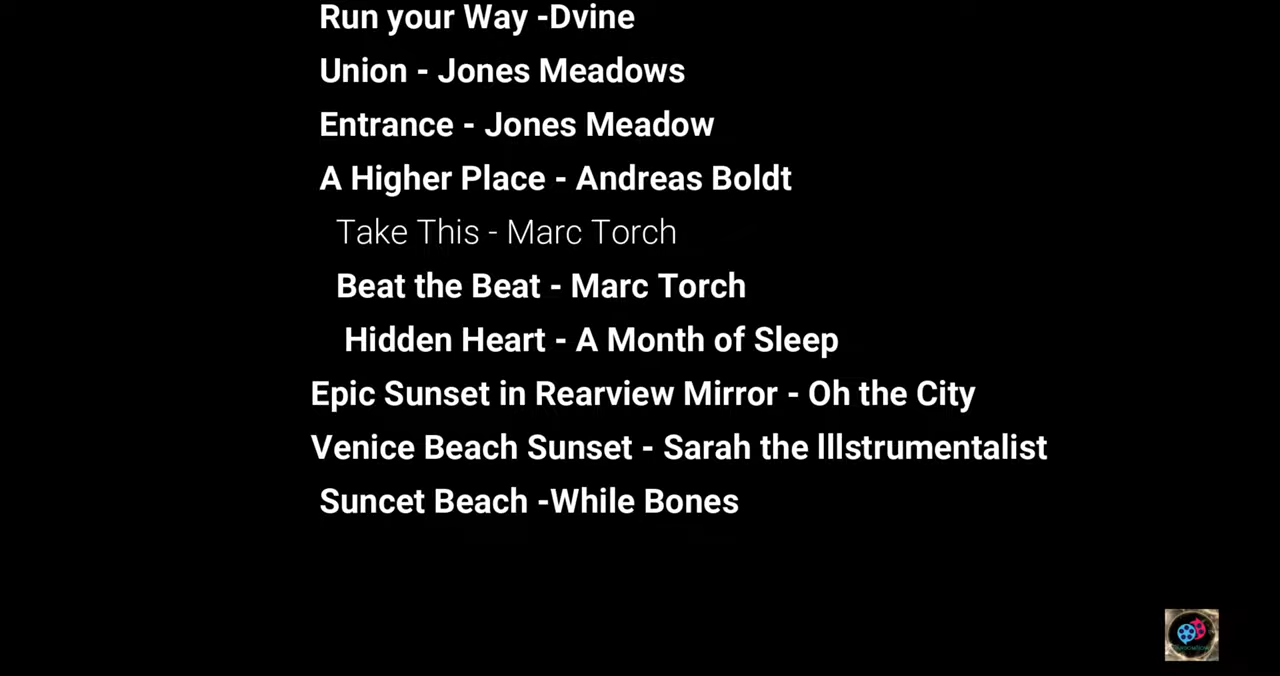 Run your Way -Dvine
Union - Jones Meadows
Entrance - Jones Meadow
A Higher Place - Andreas Boldt
Take This - Marc Torch
Beat the Beat - Marc Torch
Hidden Heart - A Month of Sleep
Epic Sunset in Rearview Mirror - Oh the City
Venice Beach Sunset - Sarah the lllstrumentalist
Suncet Beach -While Bones